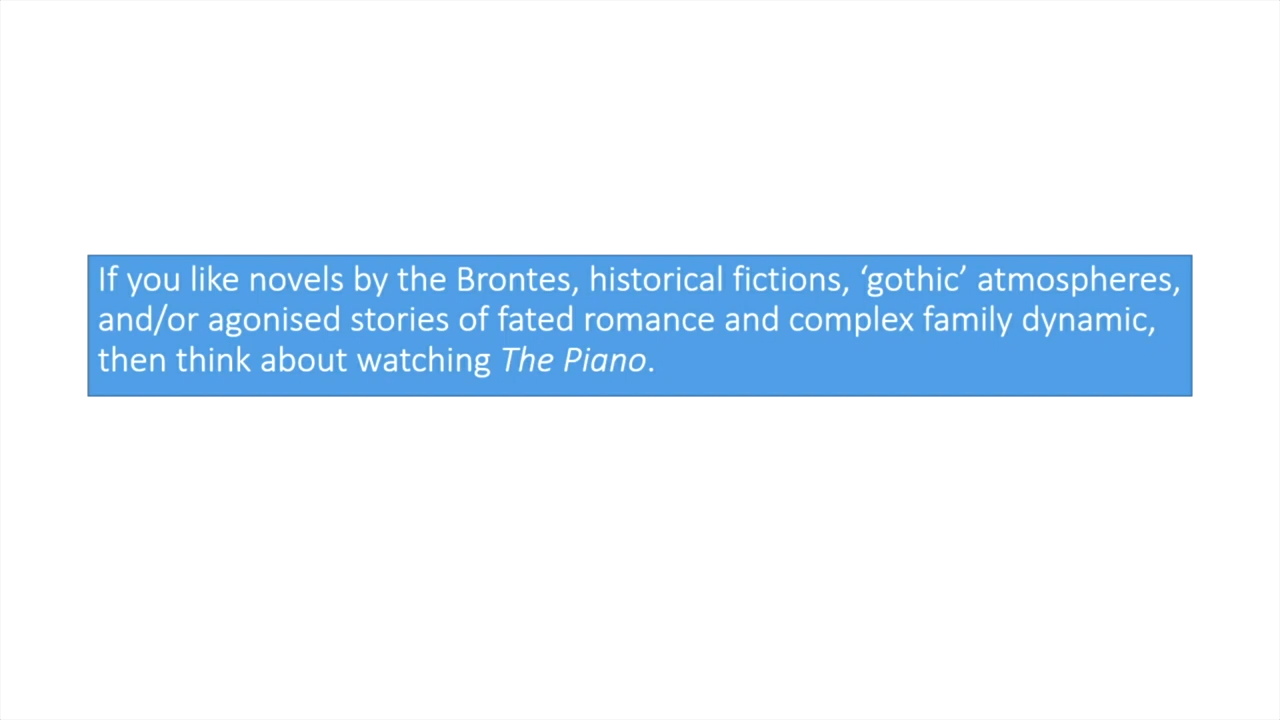 If you like novels by the Brontes, historical fictions, ‘gothic’ atmospheres,
and/or agonised stories of fated romance and complex family dynamic,
then think about watching The Piano.